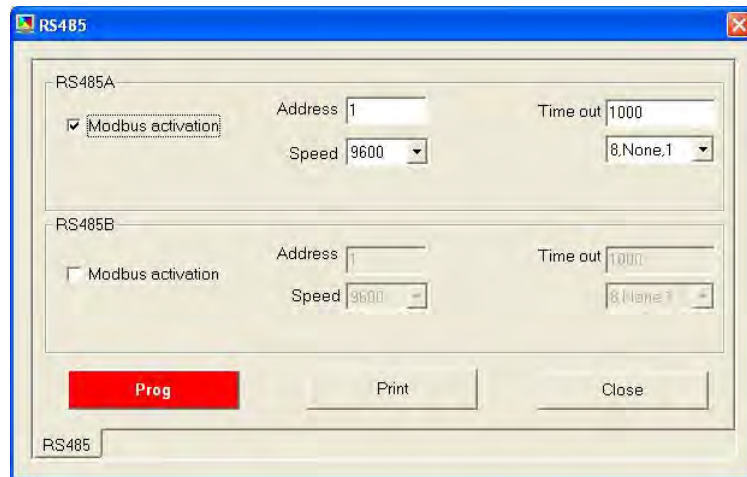 RS485
RS485A
Modbus activation
Address 1
Time out 1000
Speed 9600
8,None,1
RS485B
Modbus activation
Address 1
Time out 1000
Speed 9600
8,None,1
Prog
Print
Close
RS485